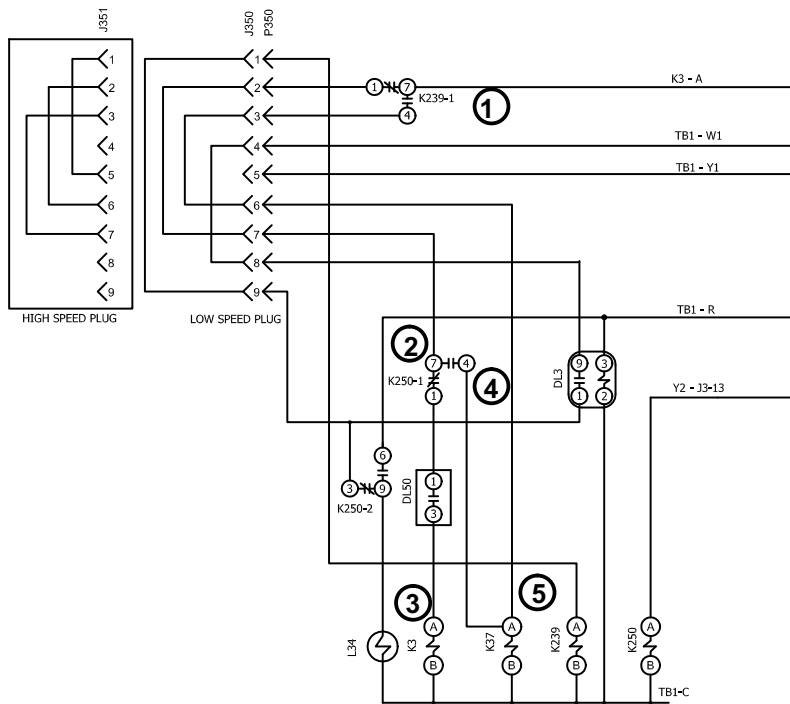 J351
J350
P350
1
2
3
4
5
6
7
8
9
HIGH SPEED PLUG
1
2
3
4
5
6
7
8
9
LOW SPEED PLUG
1
7
4
K239-1
1
K3 - A
TB1 - W1
TB1 - Y1
TB1 - R
2
7
4
K250-1
1
4
9
3
DL3
1
2
Y2 - J3-13
6
3
9
K250-2
1
DL50
3
3
5
L34
A
K3
B
A
K37
B
A
K239
B
A
K250
B
TB1-C